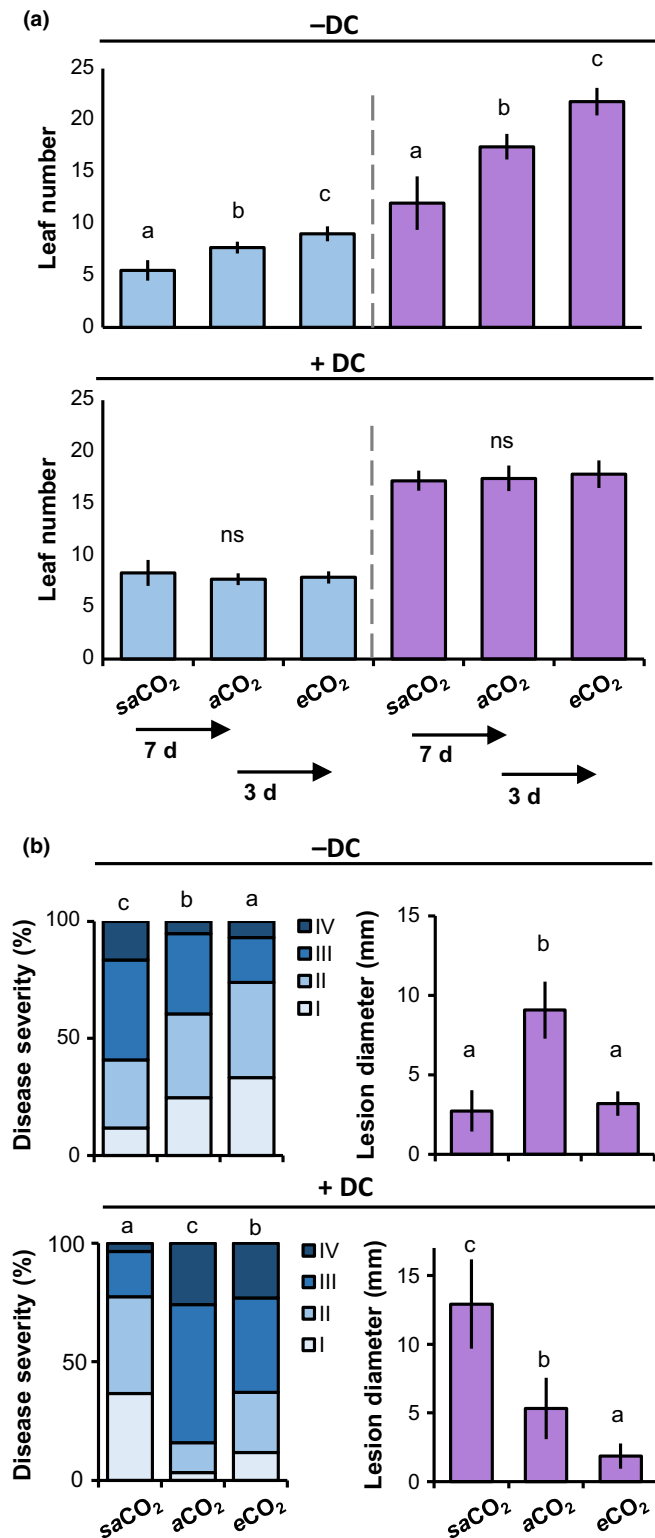 (a)
–DC
Leaf number
25
20
15
10
5
0
a
b
c
a
b
c
+ DC
Leaf number
25
20
15
10
5
0
ns
ns
saCO2
aCO2
eCO2
saCO2
aCO2
eCO2
7 d
3 d
7 d
3 d
(b)
–DC
Disease severity (%)
100
50
0
c
b
a
IV
III
II
I
Lesion diameter (mm)
15
10
5
0
a
b
a
+ DC
Disease severity (%)
100
50
0
a
c
b
IV
III
II
I
saCO2
aCO2
eCO2
Lesion diameter (mm)
15
10
5
0
c
b
a
saCO2
aCO2
eCO2